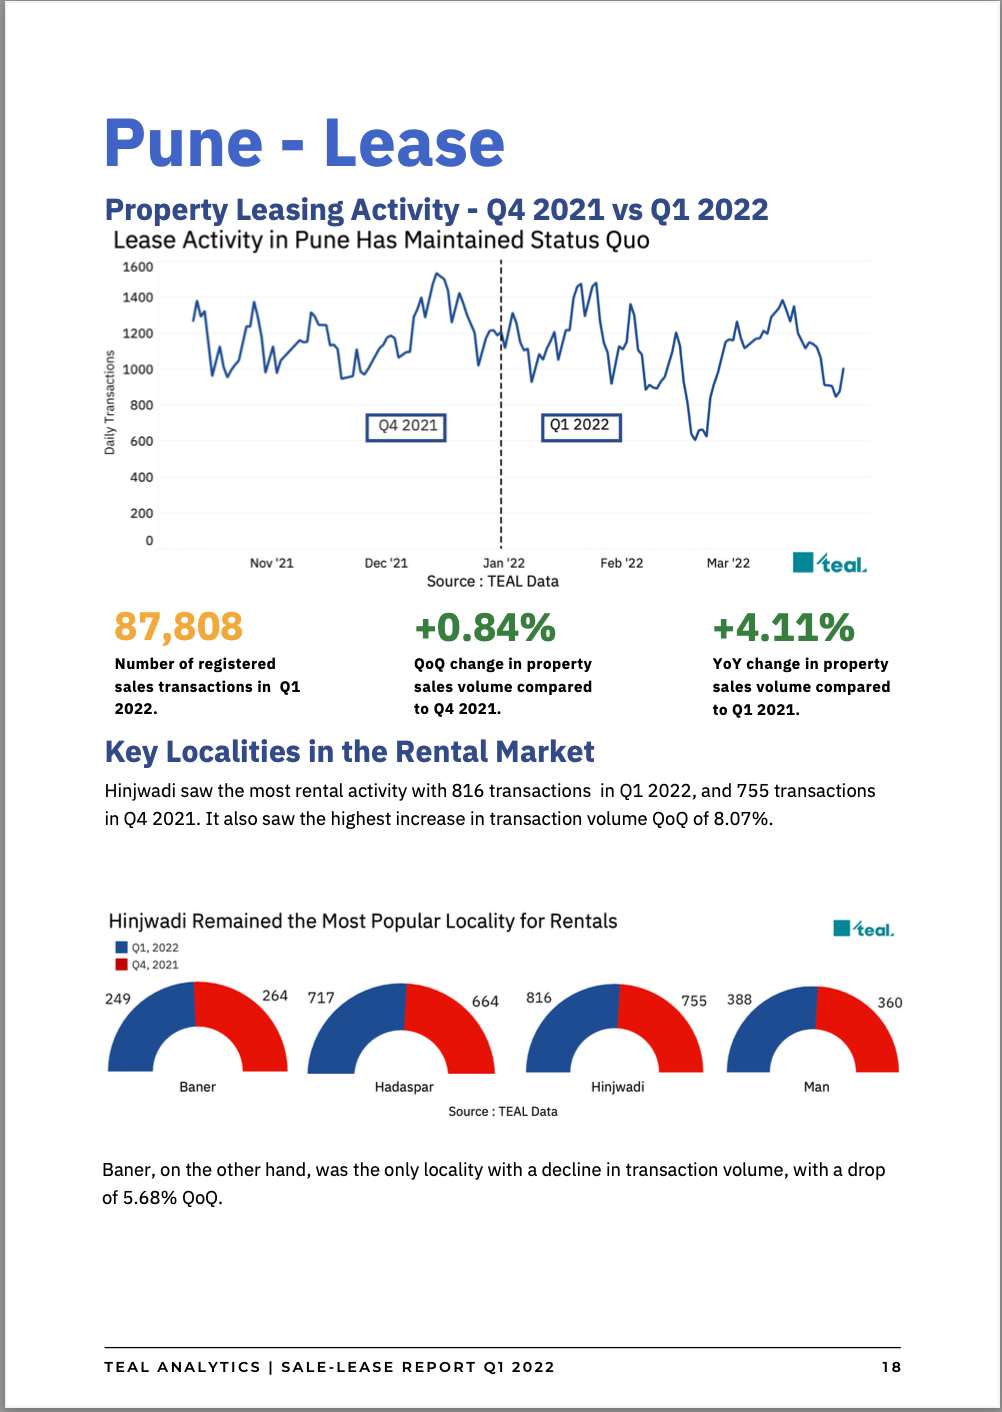 Pune - Lease
Property Leasing Activity - Q4 2021 vs Q1 2022
Lease Activity in Pune Has Maintained Status Quo
Daily Transactions
1600
1400
1200
1000
800
600
400
200
0
Q4 2021
Q1 2022
Nov '21
Dec '21
Jan '22
Feb '22
Mar '22
teal.
Source : TEAL Data
87,808
Number of registered
sales transactions in Q1
2022.
+0.84%
QoQ change in property
sales volume compared
to Q4 2021.
+4.11%
YoY change in property
sales volume compared
to Q1 2021.
Key Localities in the Rental Market
Hinjwadi saw the most rental activity with 816 transactions in Q1 2022, and 755 transactions
in Q4 2021. It also saw the highest increase in transaction volume QoQ of 8.07%.
Hinjwadi Remained the Most Popular Locality for Rentals
teal.
Q1, 2022
Q4, 2021
249
264
Baner
717
664
Hadaspar
816
755
Hinjwadi
388
360
Man
Source : TEAL Data
Baner, on the other hand, was the only locality with a decline in transaction volume, with a drop
of 5.68% QoQ.
TEAL ANALYTICS | SALE-LEASE REPORT Q1 2022
18